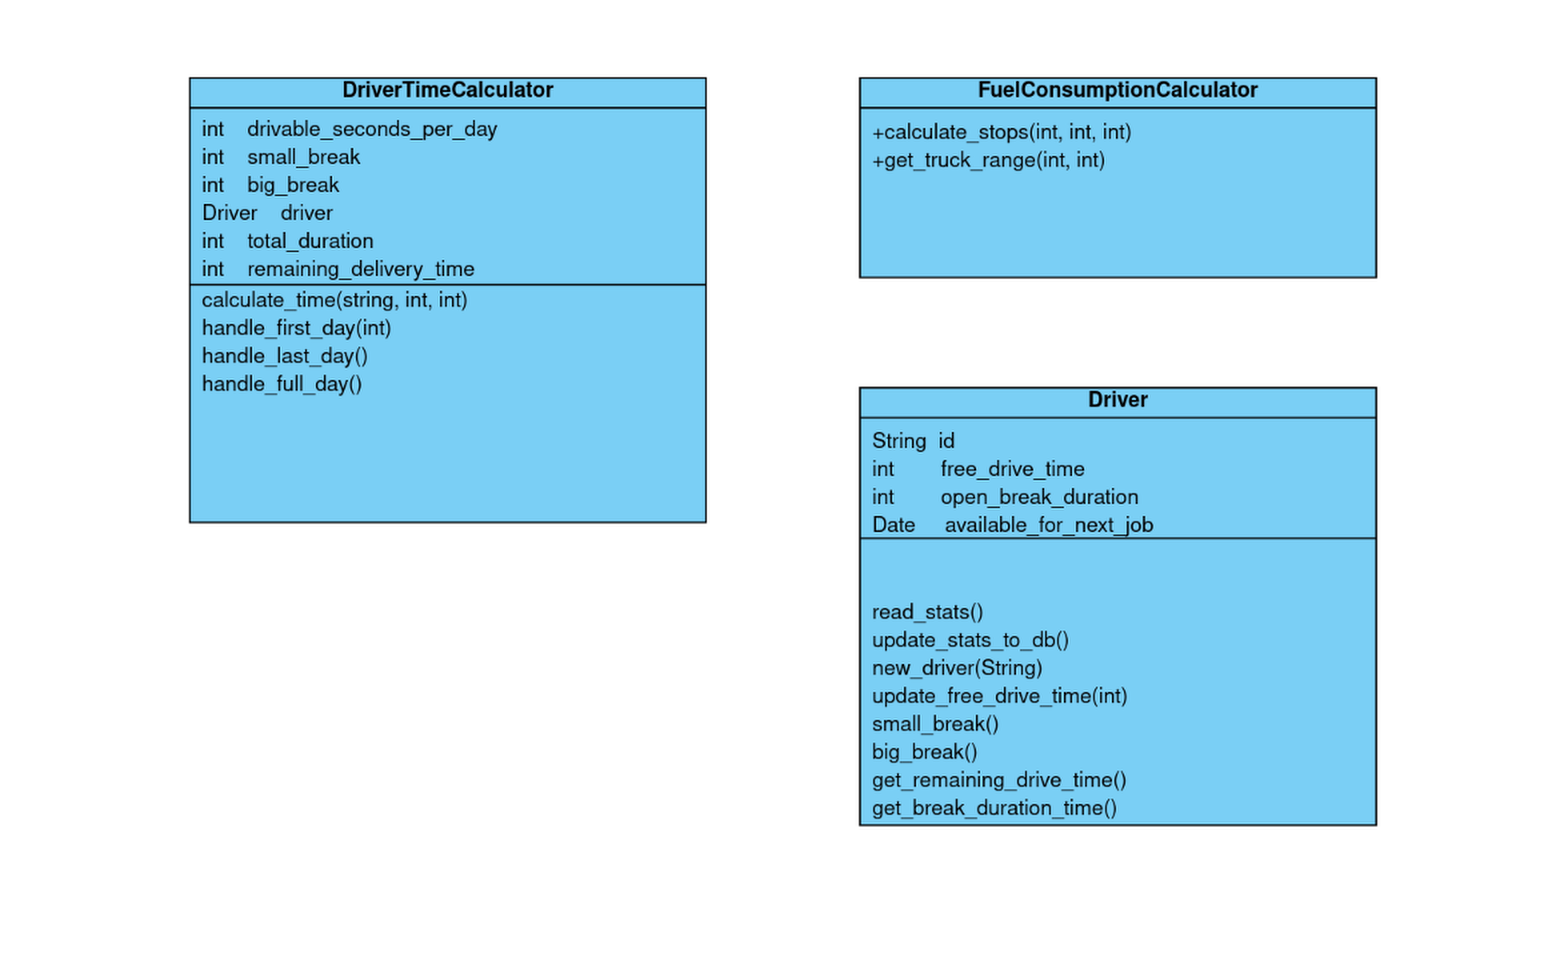 DriverTimeCalculator
int drivable_seconds_per_day
int small_break
int big_break
Driver driver
int total_duration
int remaining_delivery_time
calculate_time(string, int, int)
handle_first_day(int)
handle_last_day()
handle_full_day()
FuelConsumptionCalculator
+calculate_stops(int, int, int)
+get_truck_range(int, int)
Driver
String id
int free_drive_time
int open_break_duration
Date available_for_next_job
read_stats()
update_stats_to_db()
new_driver(String)
update_free_drive_time(int)
small_break()
big_break()
get_remaining_drive_time()
get_break_duration_time()